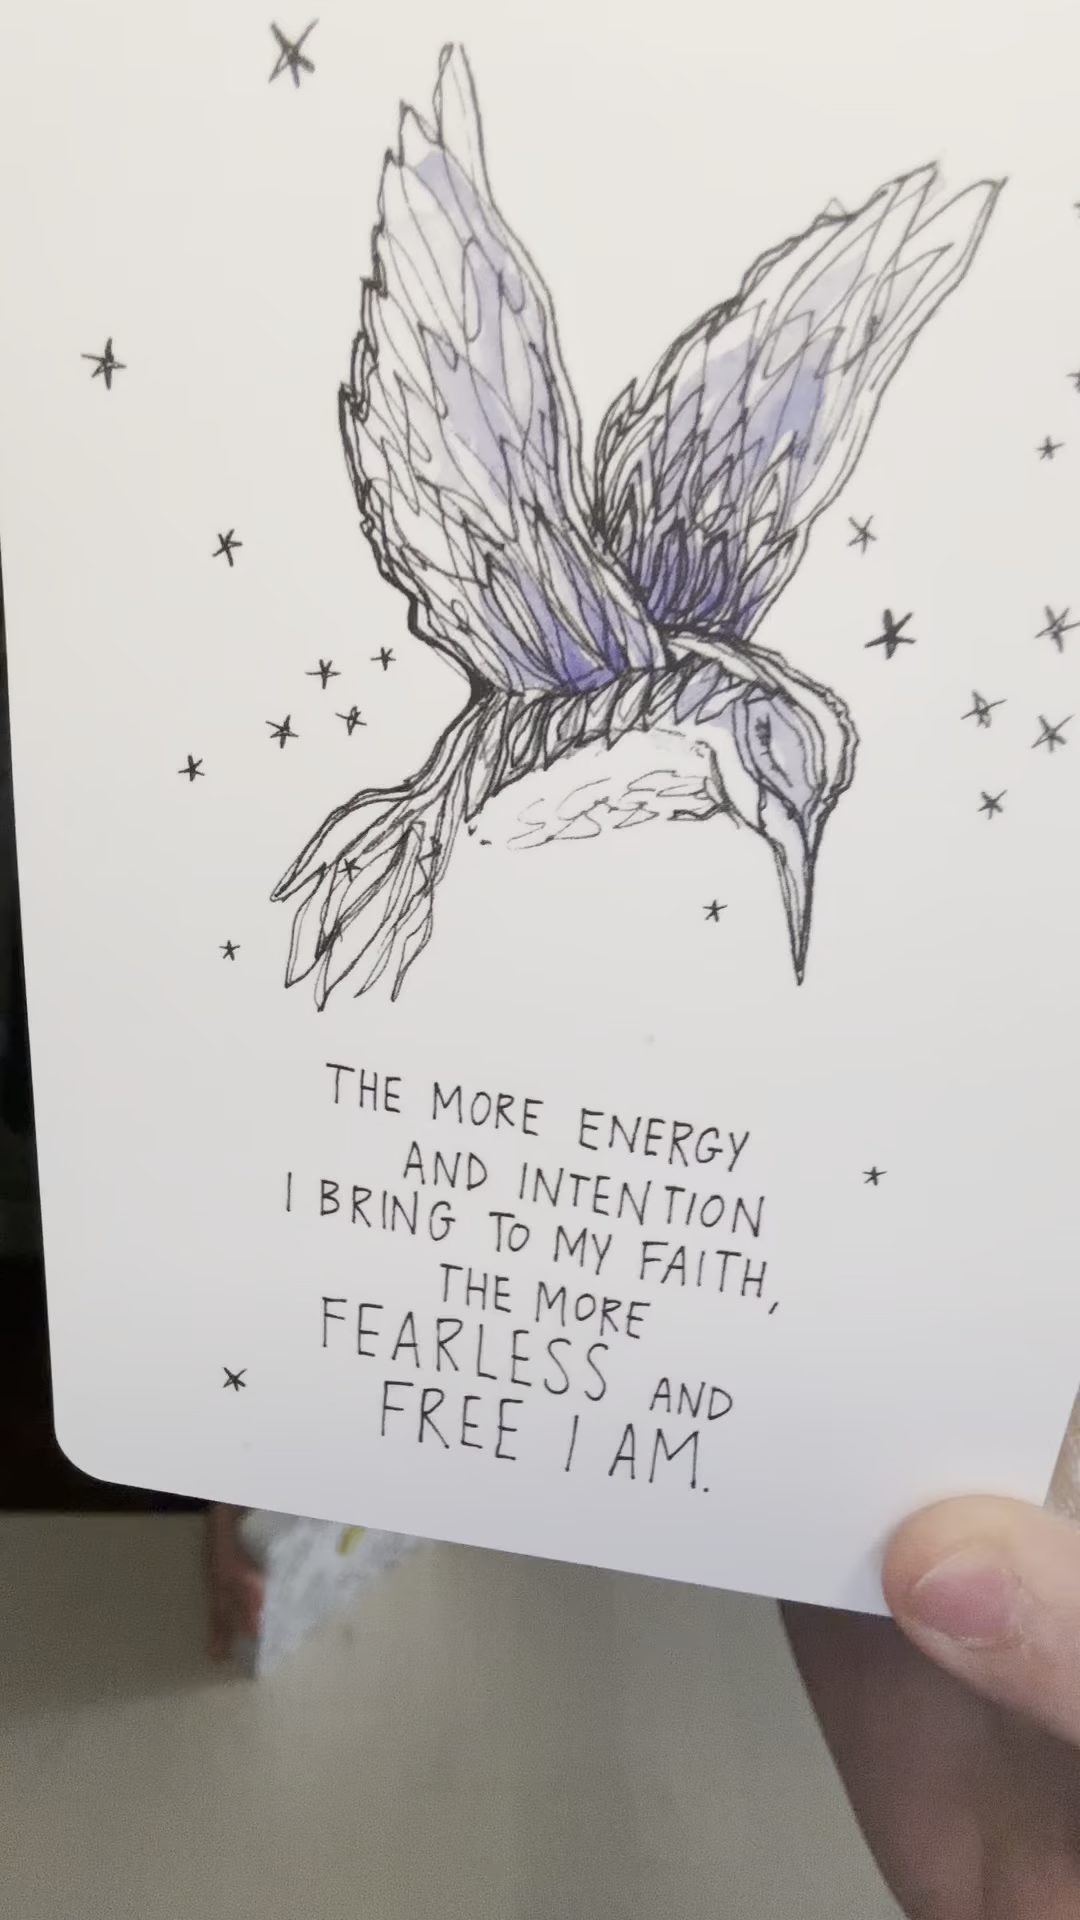 THE MORE ENERGY
AND INTENTION
I BRING TO MY FAITH,
THE MORE
FEARLESS AND
FREE I AM.